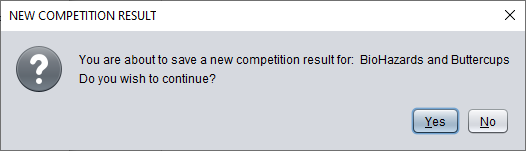 NEW COMPETITION RESULT
You are about to save a new competition result for: BioHazards and Buttercups
Do you wish to continue?
Yes No